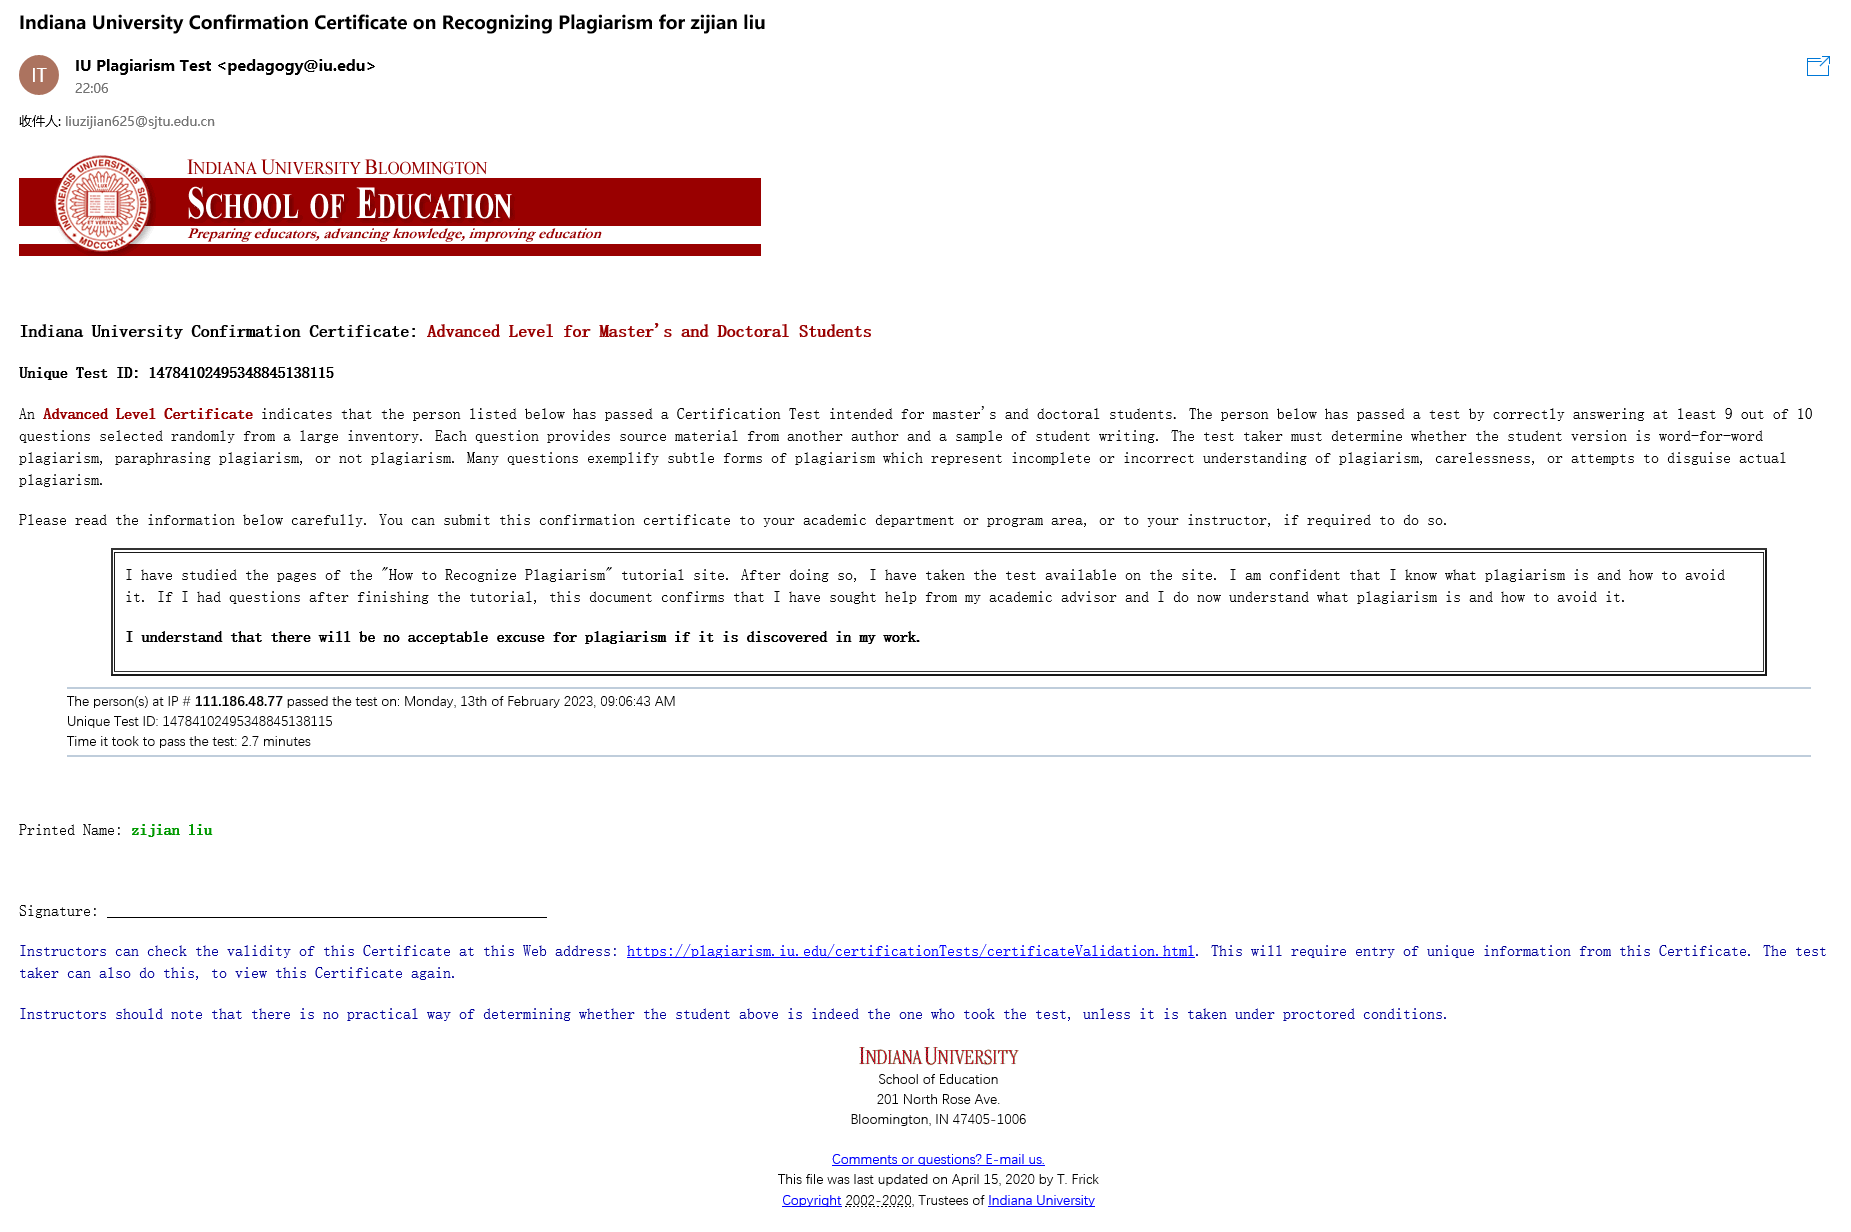 Indiana University Confirmation Certificate on Recognizing Plagiarism for zijian liu
IT
IU Plagiarism Test <pedagogy@iu.edu>
22:06
收件人: liuzijian625@sjtu.edu.cn
INDIANA UNIVERSITY BLOOMINGTON
SCHOOL OF EDUCATION
Preparing educators, advancing knowledge, improving education
INDIANENSIS UNIVERSITATIS SIGILLUM
LUX
ET VERITAS
MDCCCXX
Indiana University Confirmation Certificate: Advanced Level for Master's and Doctoral Students
Unique Test ID: 14784102495348845138115
An Advanced Level Certificate indicates that the person listed below has passed a Certification Test intended for master's and doctoral students. The person below has passed a test by correctly answering at least 9 out of 10
questions selected randomly from a large inventory. Each question provides source material from another author and a sample of student writing. The test taker must determine whether the student version is word-for-word
plagiarism, paraphrasing plagiarism, or not plagiarism. Many questions exemplify subtle forms of plagiarism which represent incomplete or incorrect understanding of plagiarism, carelessness, or attempts to disguise actual
plagiarism.
Please read the information below carefully. You can submit this confirmation certificate to your academic department or program area, or to your instructor, if required to do so.
I have studied the pages of the "How to Recognize Plagiarism" tutorial site. After doing so, I have taken the test available on the site. I am confident that I know what plagiarism is and how to avoid
it. If I had questions after finishing the tutorial, this document confirms that I have sought help from my academic advisor and I do now understand what plagiarism is and how to avoid it.
I understand that there will be no acceptable excuse for plagiarism if it is discovered in my work.
The person(s) at IP # 111.186.48.77 passed the test on: Monday, 13th of February 2023, 09:06:43 AM
Unique Test ID: 14784102495348845138115
Time it took to pass the test: 2.7 minutes
Printed Name: zijian liu
Signature:
Instructors can check the validity of this Certificate at this Web address: https://plagiarism.iu.edu/certificationTests/certificateValidation.html. This will require entry of unique information from this Certificate. The test
taker can also do this, to view this Certificate again.
Instructors should note that there is no practical way of determining whether the student above is indeed the one who took the test, unless it is taken under proctored conditions.
INDIANA UNIVERSITY
School of Education
201 North Rose Ave.
Bloomington, IN 47405-1006
Comments or questions? E-mail us.
This file was last updated on April 15, 2020 by T. Frick
Copyright 2002-2020, Trustees of Indiana University